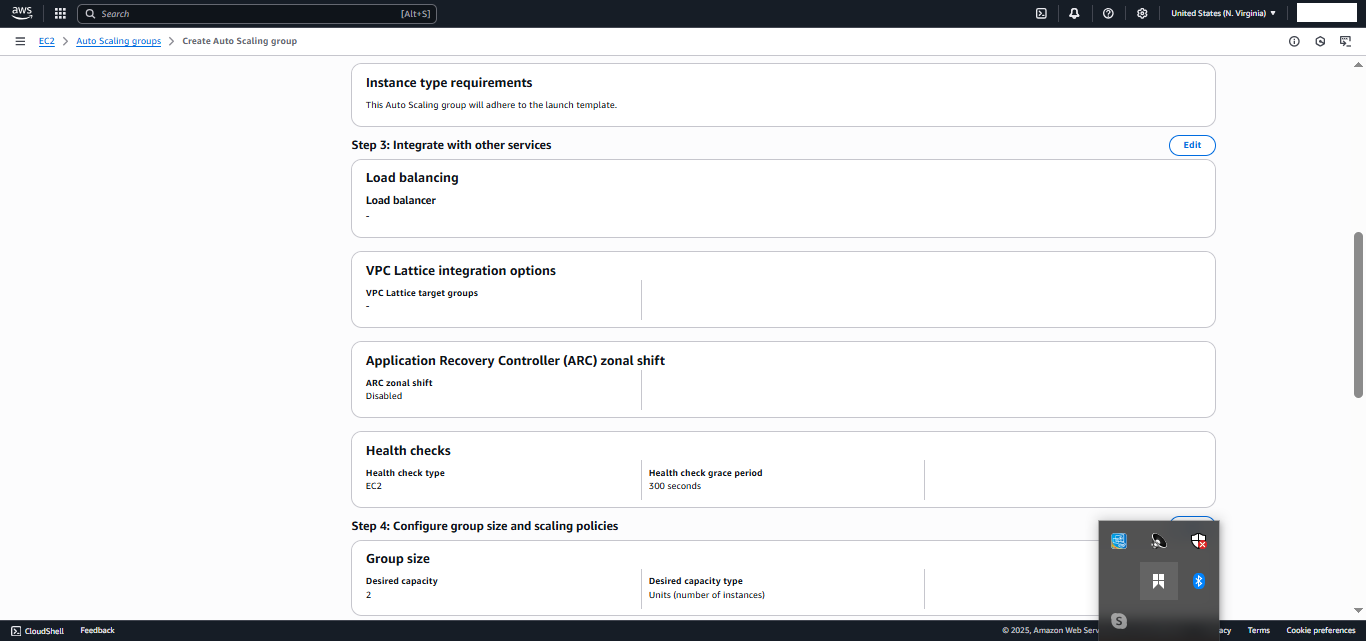 aws
Search [Alt+S]
United States (N. Virginia)
EC2 > Auto Scaling groups > Create Auto Scaling group
Instance type requirements
This Auto Scaling group will adhere to the launch template.
Step 3: Integrate with other services
Edit
Load balancing
Load balancer
-
VPC Lattice integration options
VPC Lattice target groups
-
Application Recovery Controller (ARC) zonal shift
ARC zonal shift
Disabled
Health checks
Health check type
EC2
Health check grace period
300 seconds
Step 4: Configure group size and scaling policies
Group size
Desired capacity
2
Desired capacity type
Units (number of instances)
S
CloudShell Feedback
© 2025, Amazon Web Serv
acy Terms Cookie preferences